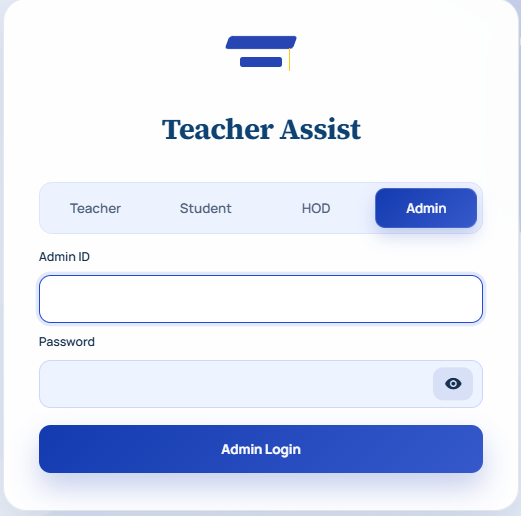 Teacher Assist
Teacher Student HOD Admin
Admin ID
Password
Admin Login